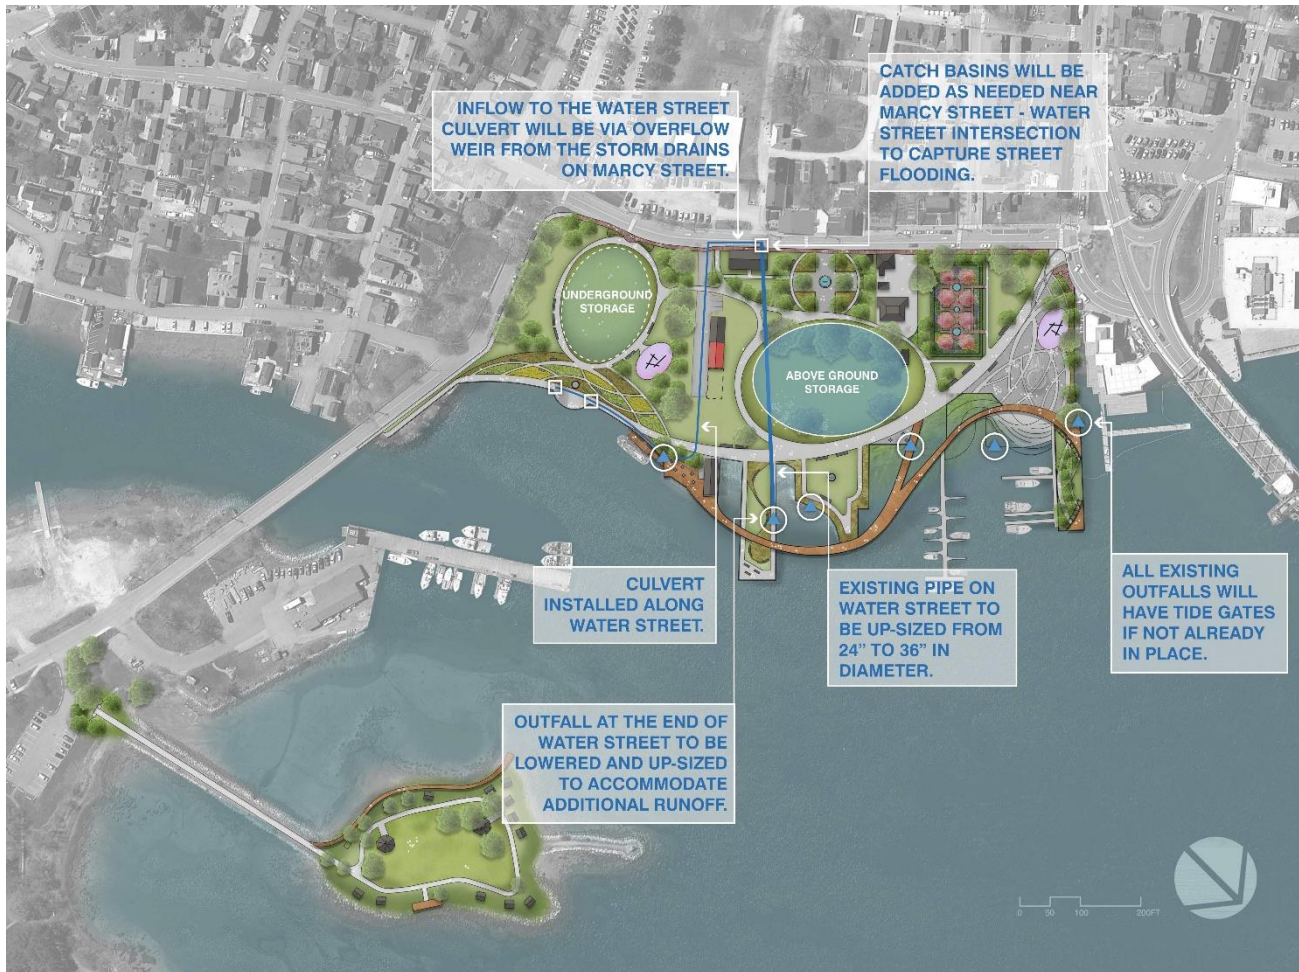 INFLOW TO THE WATER STREET
CULVERT WILL BE VIA OVERFLOW
WEIR FROM THE STORM DRAINS
ON MARCY STREET.
CATCH BASINS WILL BE
ADDED AS NEEDED NEAR
MARCY STREET - WATER
STREET INTERSECTION
TO CAPTURE STREET
FLOODING.
UNDERGROUND
STORAGE
ABOVE GROUND
STORAGE
CULVERT
INSTALLED ALONG
WATER STREET.
EXISTING PIPE ON
WATER STREET TO
BE UP-SIZED FROM
24” TO 36” IN
DIAMETER.
ALL EXISTING
OUTFALLS WILL
HAVE TIDE GATES
IF NOT ALREADY
IN PLACE.
OUTFALL AT THE END OF
WATER STREET TO BE
LOWERED AND UP-SIZED
TO ACCOMMODATE
ADDITIONAL RUNOFF.
0 50 100 200FT